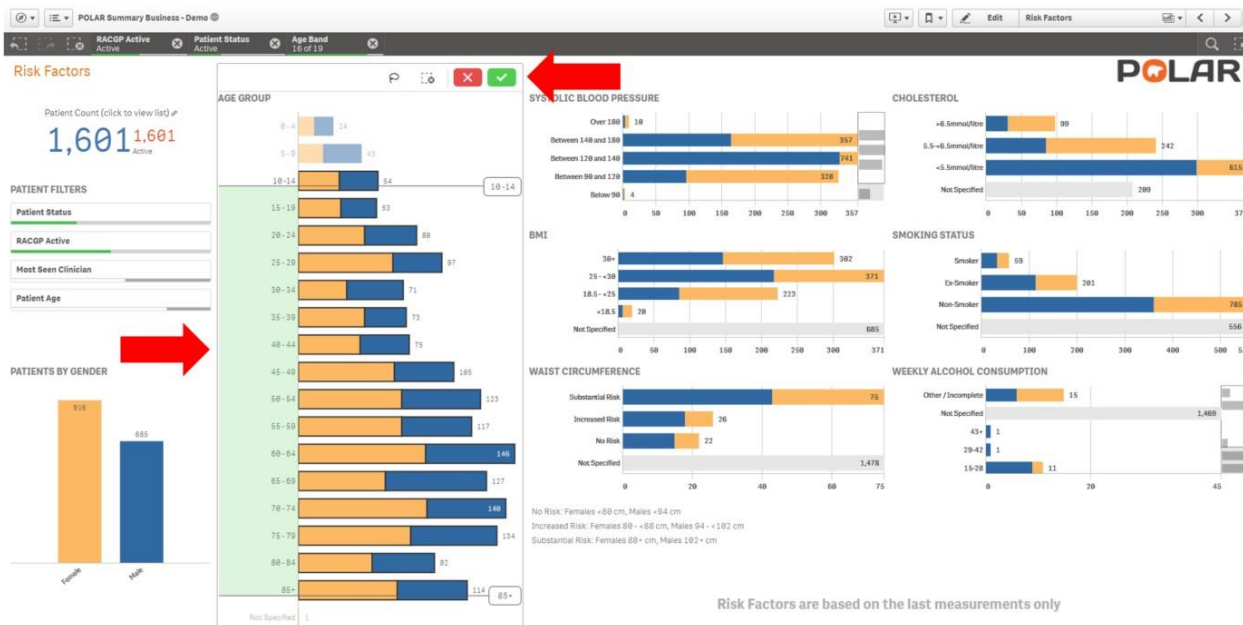 POLAR Summary Business - Demo
Edit
Risk Factors
RACGP Active
Active
Patient Status
Active
Age Band
16 of 19
Risk Factors
POLAR
Patient Count (click to view list)
1,601
1,601
Active
PATIENT FILTERS
Patient Status
RACGP Active
Most Seen Clinician
Patient Age
PATIENTS BY GENDER
916
685
Female
Male
AGE GROUP
0-4
24
5-9
43
10-14
54
10-14
15-19
53
20-24
80
25-29
97
30-34
71
35-39
73
40-44
75
45-49
109
50-54
123
55-59
117
60-64
146
65-69
127
70-74
140
75-79
134
80-84
92
85+
114
85+
Not Specified
1
SYSTOLIC BLOOD PRESSURE
Over 180
10
Between 140 and 180
357
Between 120 and 140
741
Between 90 and 120
328
Below 90
4
0 50 100 150 200 250 300 357
BMI
30+
302
25-<30
371
18.5-<25
223
<18.5
20
Not Specified
685
0 50 100 150 200 250 300 371
WAIST CIRCUMFERENCE
Substantial Risk
75
Increased Risk
26
No Risk
22
Not Specified
1,478
0 20 40 60 75
No Risk: Females <80 cm, Males <94 cm
Increased Risk: Females 80 - <88 cm, Males 94 - <102 cm
Substantial Risk: Females 88+ cm, Males 102+ cm
CHOLESTEROL
+6.5mmol/litre
99
5.5-<6.5mmol/litre
242
<5.5mmol/litre
615
Not Specified
209
0 50 100 150 200 250 300
SMOKING STATUS
Smoker
59
Ex-Smoker
201
Non-Smoker
785
Not Specified
556
0 100 200 300 400 500
WEEKLY ALCOHOL CONSUMPTION
Other / Incomplete
15
Not Specified
1,469
43+
1
29-42
1
15-28
11
0 20 45
Risk Factors are based on the last measurements only